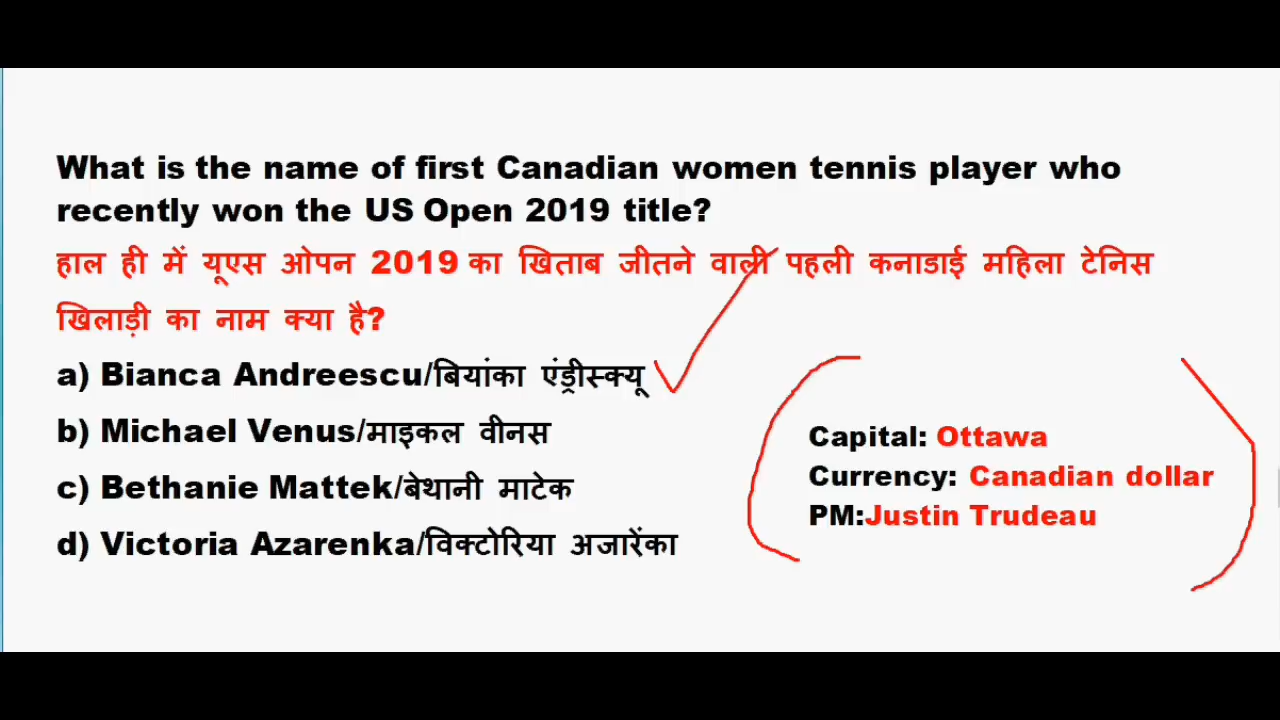 What is the name of first Canadian women tennis player who
recently won the US Open 2019 title?
हाल ही में यूएस ओपन 2019 का खिताब जीतने वाली पहली कनाडाई महिला टेनिस
खिलाड़ी का नाम क्या है?
a) Bianca Andreescu/बियांका एंड्रीस्क्यू
b) Michael Venus/माइकल वीनस
c) Bethanie Mattek/बेथानी माटेक
d) Victoria Azarenka/विक्टोरिया अजारेंका
Capital: Ottawa
Currency: Canadian dollar
PM:Justin Trudeau